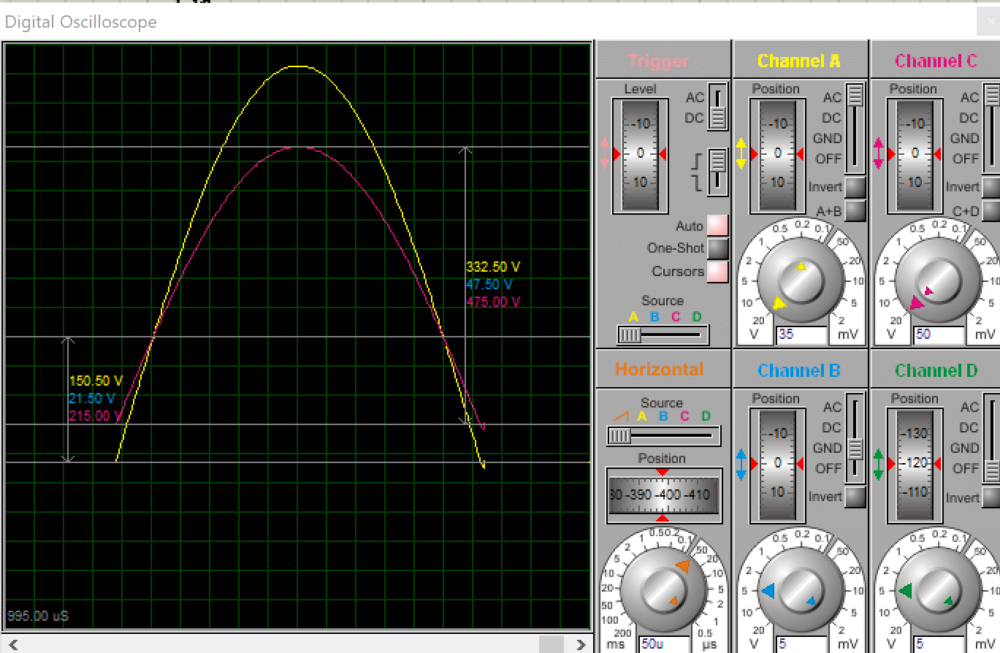 Digital Oscilloscope
332.50 V
47.50 V
475.00 V
150.50 V
21.50 V
215.00 V
995.00 uS
Trigger
Level
-10
0
10
AC
DC
Auto
One-Shot
Cursors
Source
A B C D
Channel A
Position
-10
0
10
AC
DC
GND
OFF
Invert
A+B
20 10 5 2 1 0.5 0.2 0.1 50 20 10 5 2
V 35 mV
Channel C
Position
-10
0
10
AC
DC
GND
OFF
Invert
C+D
20 10 5 2 1 0.5 0.2 0.1 50 20 10 5 2
V 50 mV
Horizontal
Source
A B C D
Position
30 -390 -400 -410
200 100 50 20 10 5 2 1 0.5 0.2 0.1 50 20 10 5 2 1 0.5
ms 50u µs
Channel B
Position
-10
0
10
AC
DC
GND
OFF
Invert
20 10 5 2 1 0.5 0.2 0.1 50 20 10 5 2
V 5 mV
Channel D
Position
-130
-120
-110
AC
DC
GND
OFF
Invert
20 10 5 2 1 0.5 0.2 0.1 50 20 10 5 2
V 5 mV